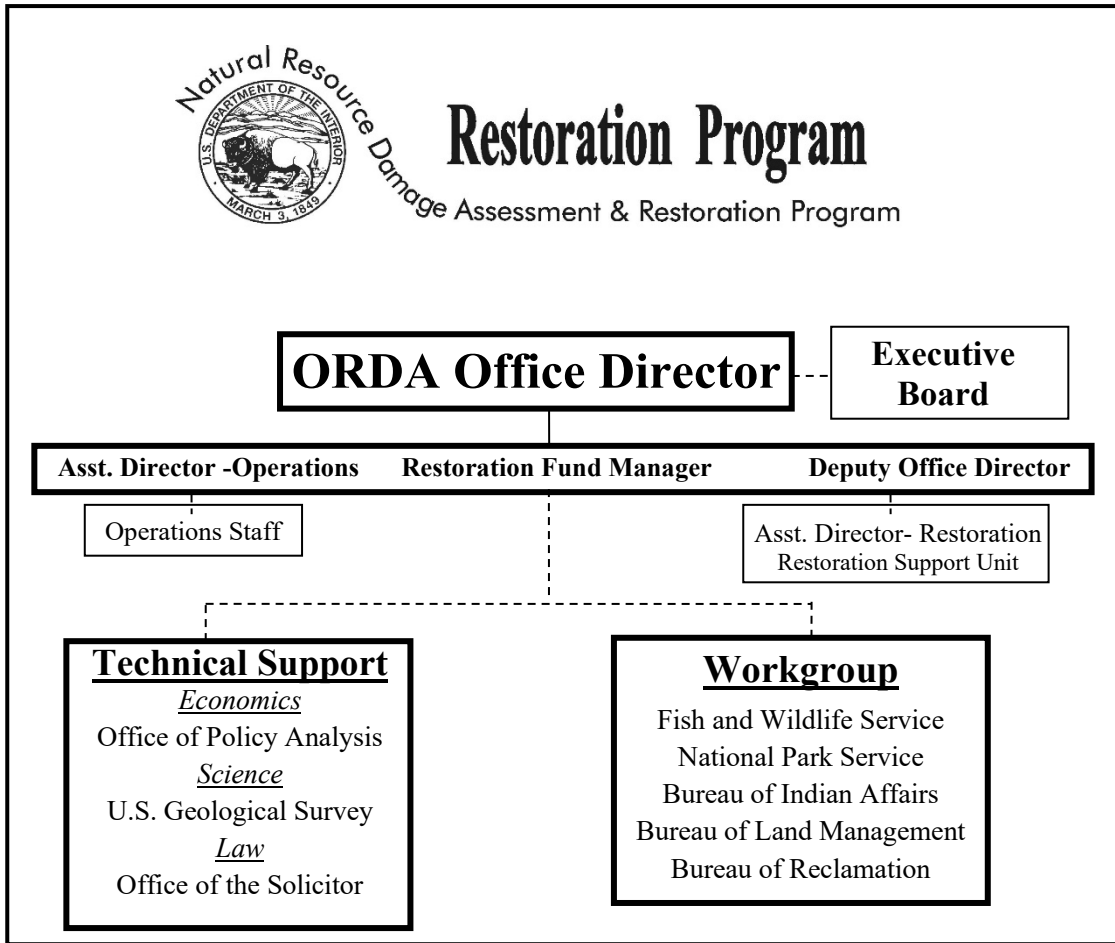 Natural Resource Damage Assessment & Restoration Program
U.S. DEPARTMENT OF THE INTERIOR
MARCH 3, 1849
Restoration Program
ORDA Office Director
Executive
Board
Asst. Director -Operations
Restoration Fund Manager
Deputy Office Director
Operations Staff
Asst. Director- Restoration
Restoration Support Unit
Technical Support
Economics
Office of Policy Analysis
Science
U.S. Geological Survey
Law
Office of the Solicitor
Workgroup
Fish and Wildlife Service
National Park Service
Bureau of Indian Affairs
Bureau of Land Management
Bureau of Reclamation